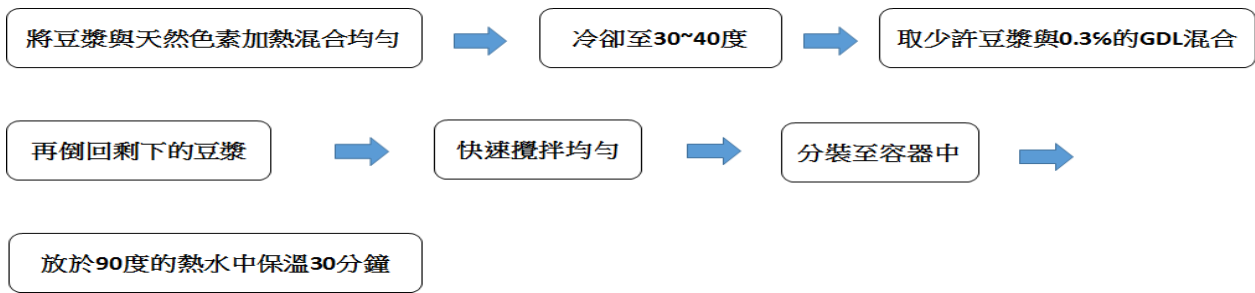 將豆漿與天然色素加熱混合均勻
冷卻至30~40度
取少許豆漿與0.3%的GDL混合
再倒回剩下的豆漿
快速攪拌均勻
分裝至容器中
放於90度的熱水中保溫30分鐘